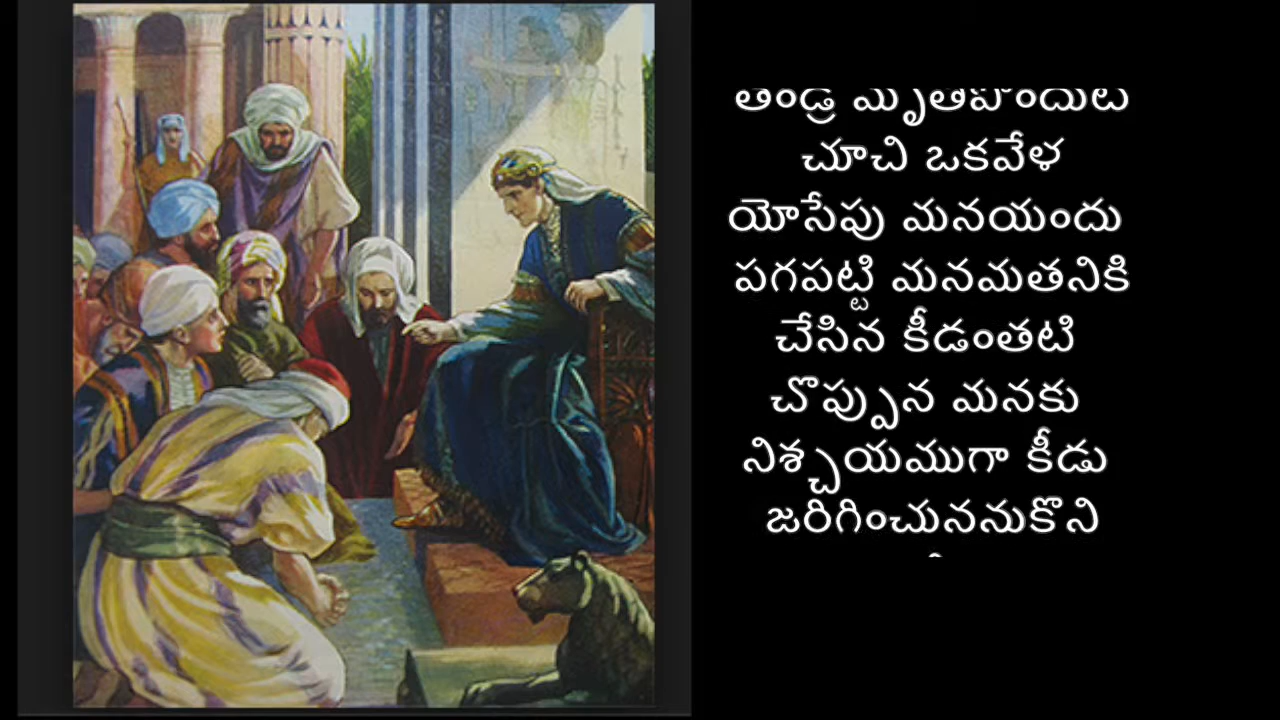 తండ్రి మృతిపొందుట
చూచి ఒకవేళ
యోసేపు మనయందు
పగపట్టి మనమతనికి
చేసిన కీడంతటి
చొప్పున మనకు
నిశ్చయముగా కీడు
జరిగించుననుకొని